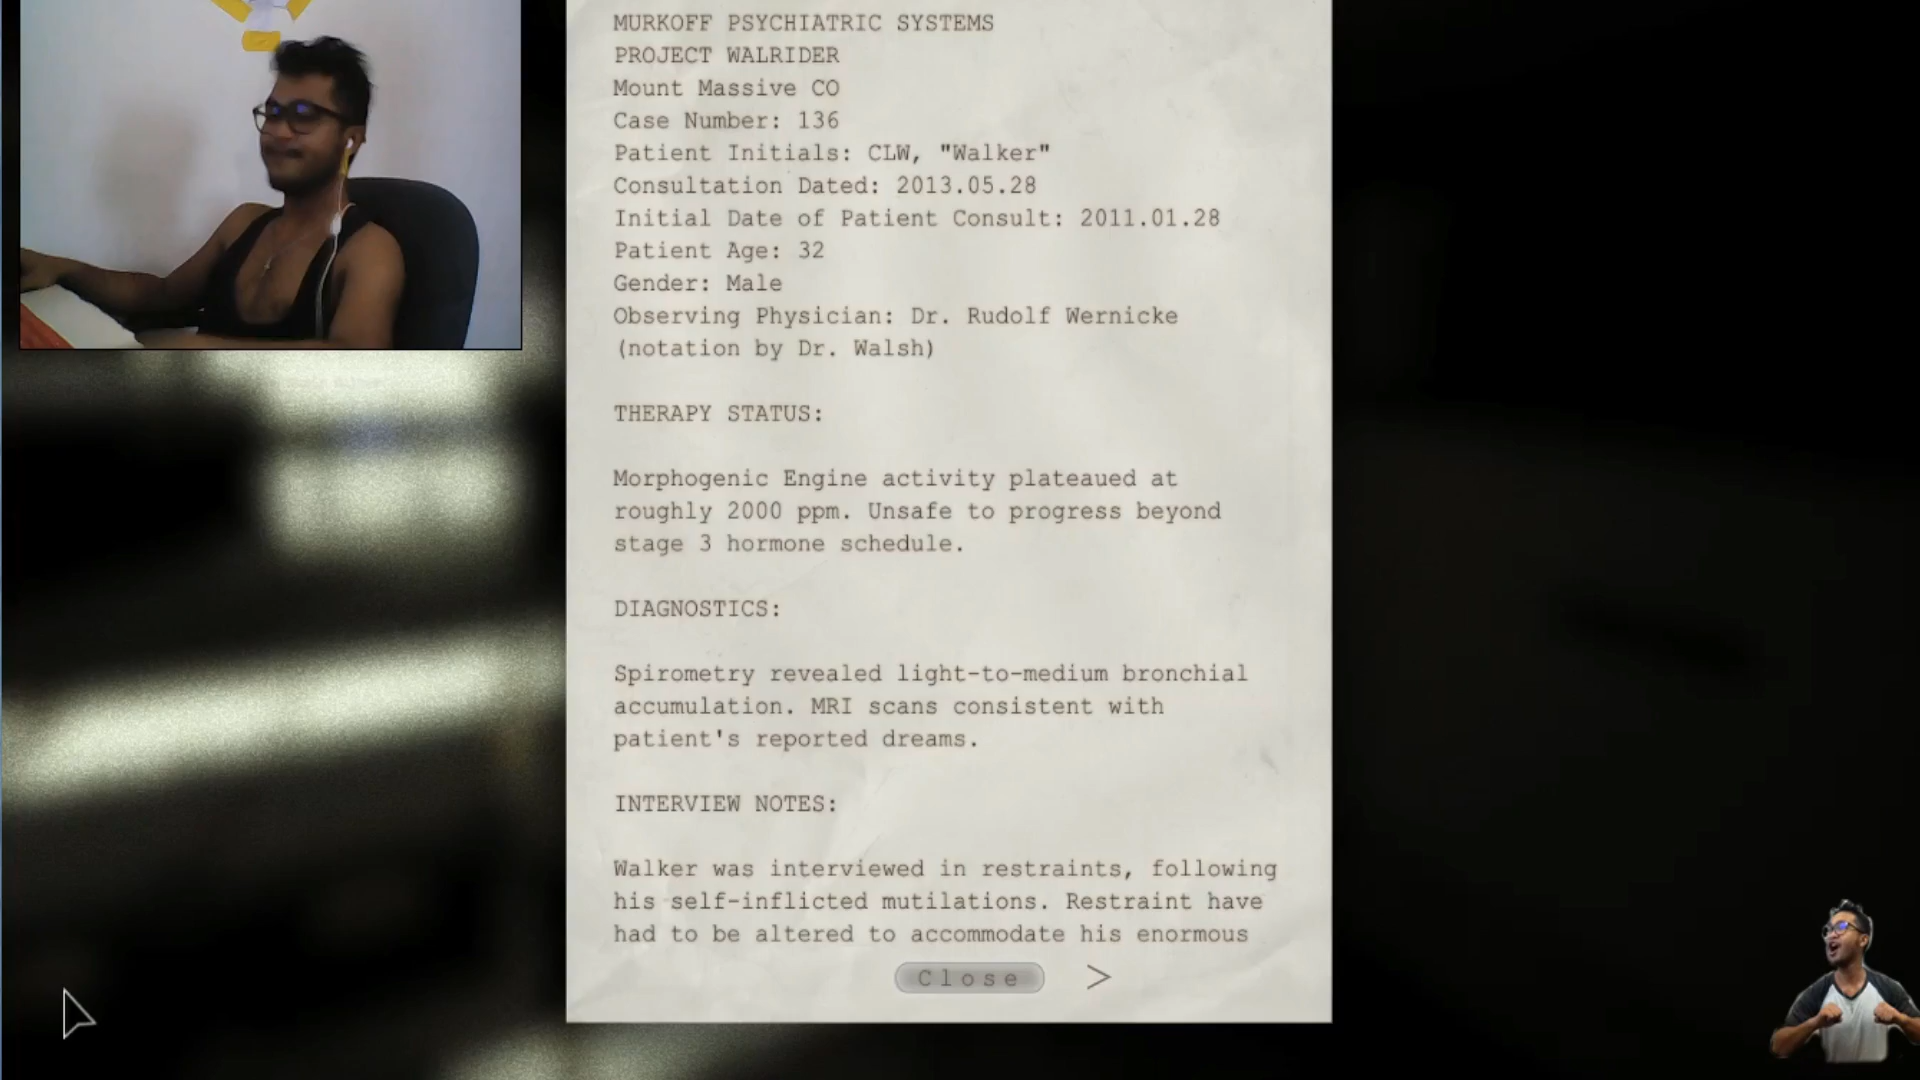 MURKOFF PSYCHIATRIC SYSTEMS
PROJECT WALRIDER
Mount Massive CO
Case Number: 136
Patient Initials: CLW, "Walker"
Consultation Dated: 2013.05.28
Initial Date of Patient Consult: 2011.01.28
Patient Age: 32
Gender: Male
Observing Physician: Dr. Rudolf Wernicke
(notation by Dr. Walsh)
THERAPY STATUS:
Morphogenic Engine activity plateaued at
roughly 2000 ppm. Unsafe to progress beyond
stage 3 hormone schedule.
DIAGNOSTICS:
Spirometry revealed light-to-medium bronchial
accumulation. MRI scans consistent with
patient's reported dreams.
INTERVIEW NOTES:
Walker was interviewed in restraints, following
his self-inflicted mutilations. Restraint have
had to be altered to accommodate his enormous
Close >